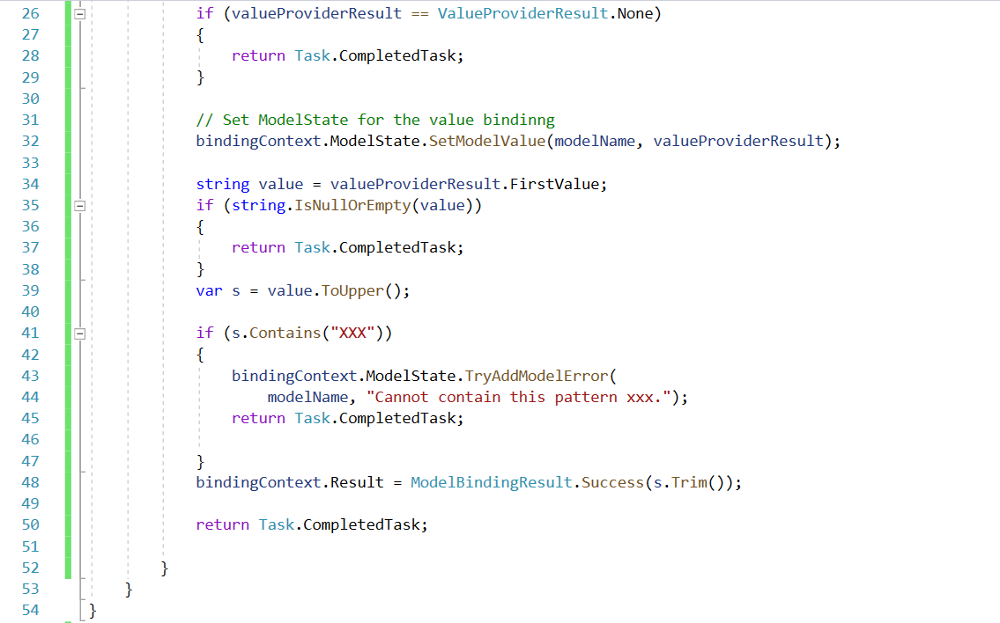 26 if (valueProviderResult == ValueProviderResult.None)
27 {
28 return Task.CompletedTask;
29 }
30
31 // Set ModelState for the value bindinng
32 bindingContext.ModelState.SetModelValue(modelName, valueProviderResult);
33
34 string value = valueProviderResult.FirstValue;
35 if (string.IsNullOrEmpty(value))
36 {
37 return Task.CompletedTask;
38 }
39 var s = value.ToUpper();
40
41 if (s.Contains("XXX"))
42 {
43 bindingContext.ModelState.TryAddModelError(
44 modelName, "Cannot contain this pattern xxx.");
45 return Task.CompletedTask;
46
47 }
48 bindingContext.Result = ModelBindingResult.Success(s.Trim());
49
50 return Task.CompletedTask;
51
52 }
53 }
54 }